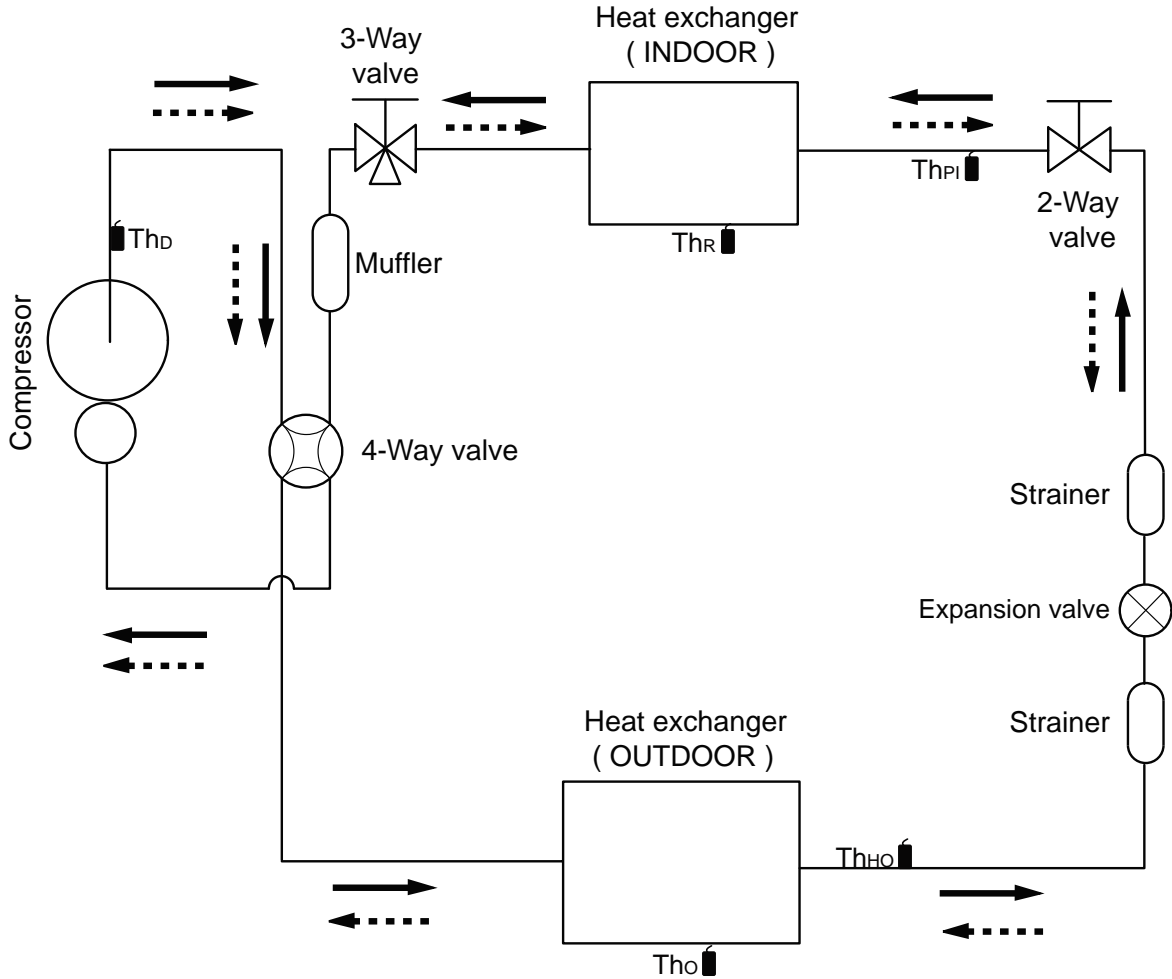 Heat exchanger
( INDOOR )
3-Way
valve
ThPI
2-Way
valve
ThD
ThR
Muffler
Compressor
4-Way valve
Strainer
Expansion valve
Strainer
Heat exchanger
( OUTDOOR )
ThHO
ThO